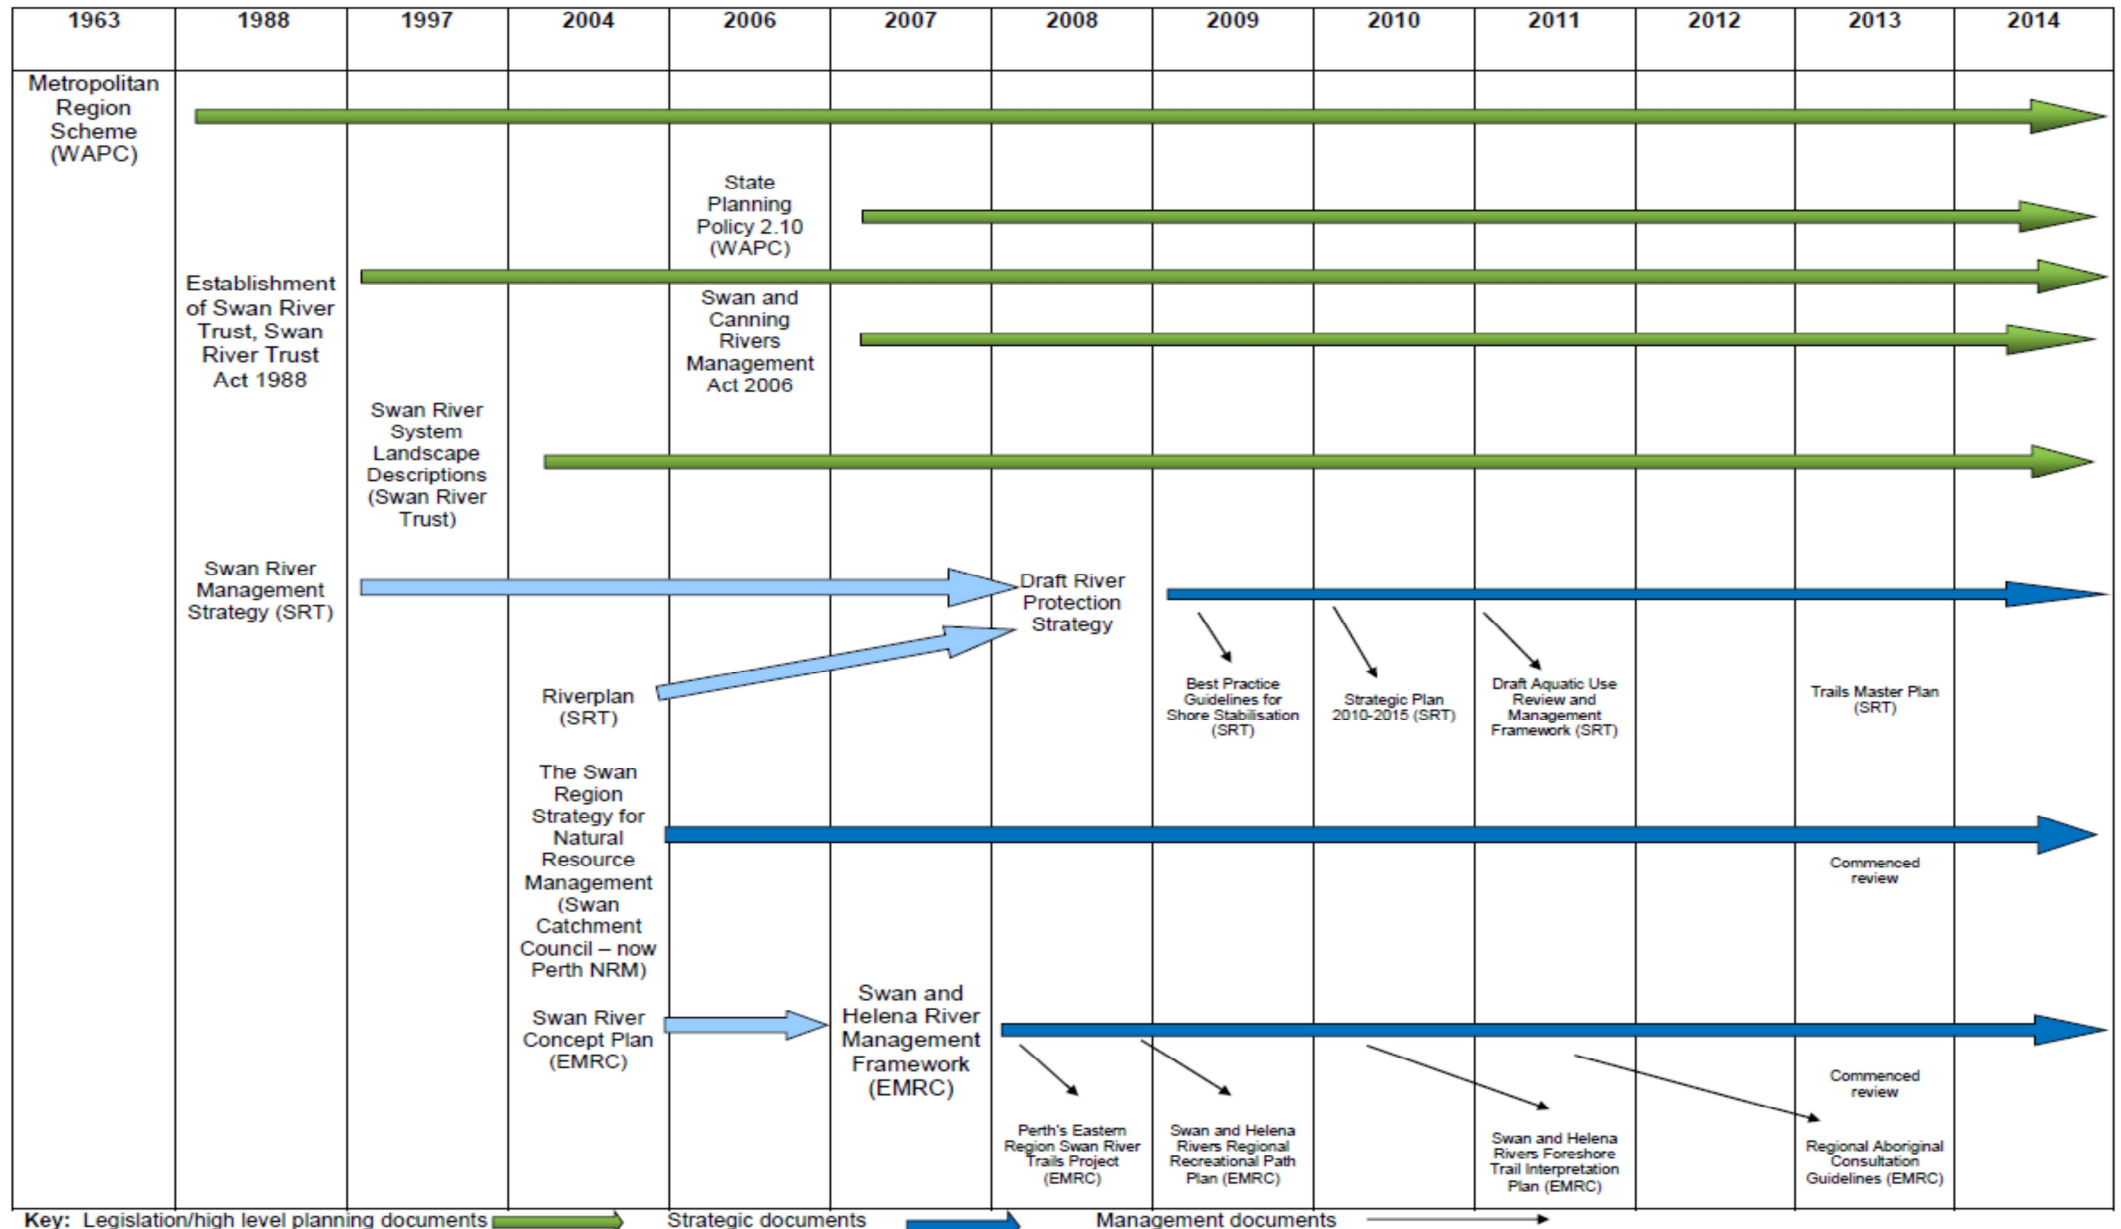 1963 1988 1997 2004 2006 2007 2008 2009 2010 2011 2012 2013 2014
Metropolitan
Region
Scheme
(WAPC)
State
Planning
Policy 2.10
(WAPC)
Establishment
of Swan River
Trust, Swan
River Trust
Act 1988
Swan and
Canning
Rivers
Management
Act 2006
Swan River
System
Landscape
Descriptions
(Swan River
Trust)
Swan River
Management
Strategy (SRT)
Draft River
Protection
Strategy
Riverplan
(SRT)
Best Practice
Guidelines for
Shore Stabilisation
(SRT)
Strategic Plan
2010-2015 (SRT)
Draft Aquatic Use
Review and
Management
Framework (SRT)
Trails Master Plan
(SRT)
The Swan
Region
Strategy for
Natural
Resource
Management
(Swan
Catchment
Council – now
Perth NRM)
Commenced
review
Swan River
Concept Plan
(EMRC)
Swan and
Helena River
Management
Framework
(EMRC)
Commenced
review
Perth's Eastern
Region Swan River
Trails Project
(EMRC)
Swan and Helena
Rivers Regional
Recreational Path
Plan (EMRC)
Swan and Helena
Rivers Foreshore
Trail Interpretation
Plan (EMRC)
Regional Aboriginal
Consultation
Guidelines (EMRC)
Key: Legislation/high level planning documents Strategic documents Management documents